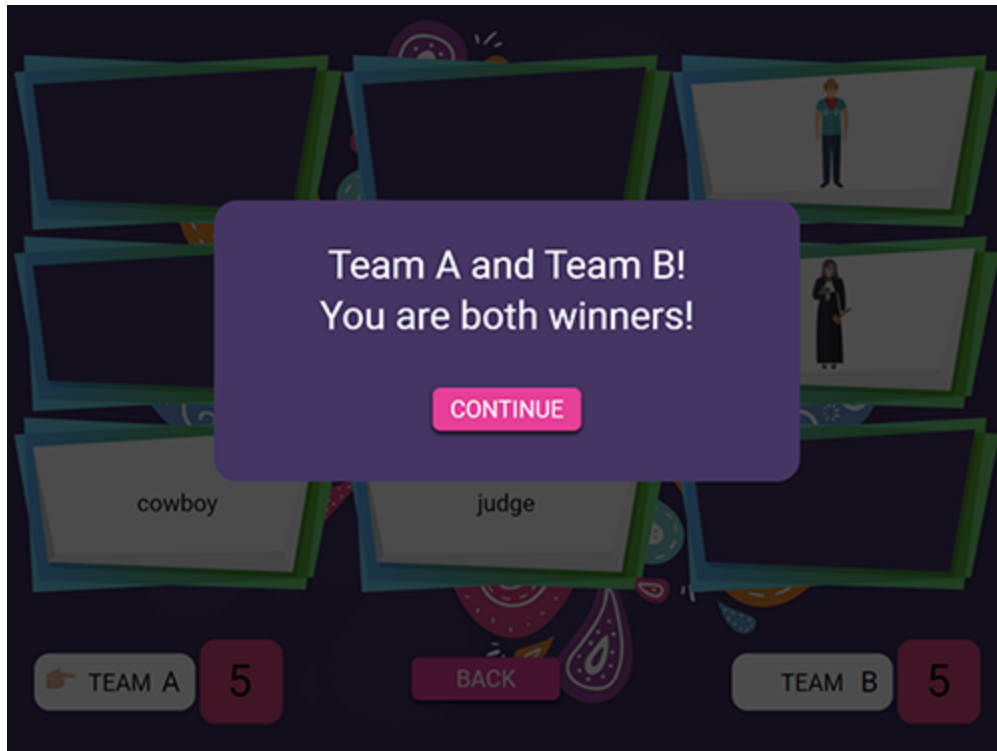 Team A and Team B!
You are both winners!
CONTINUE
cowboy
judge
TEAM A
5
BACK
TEAM B
5